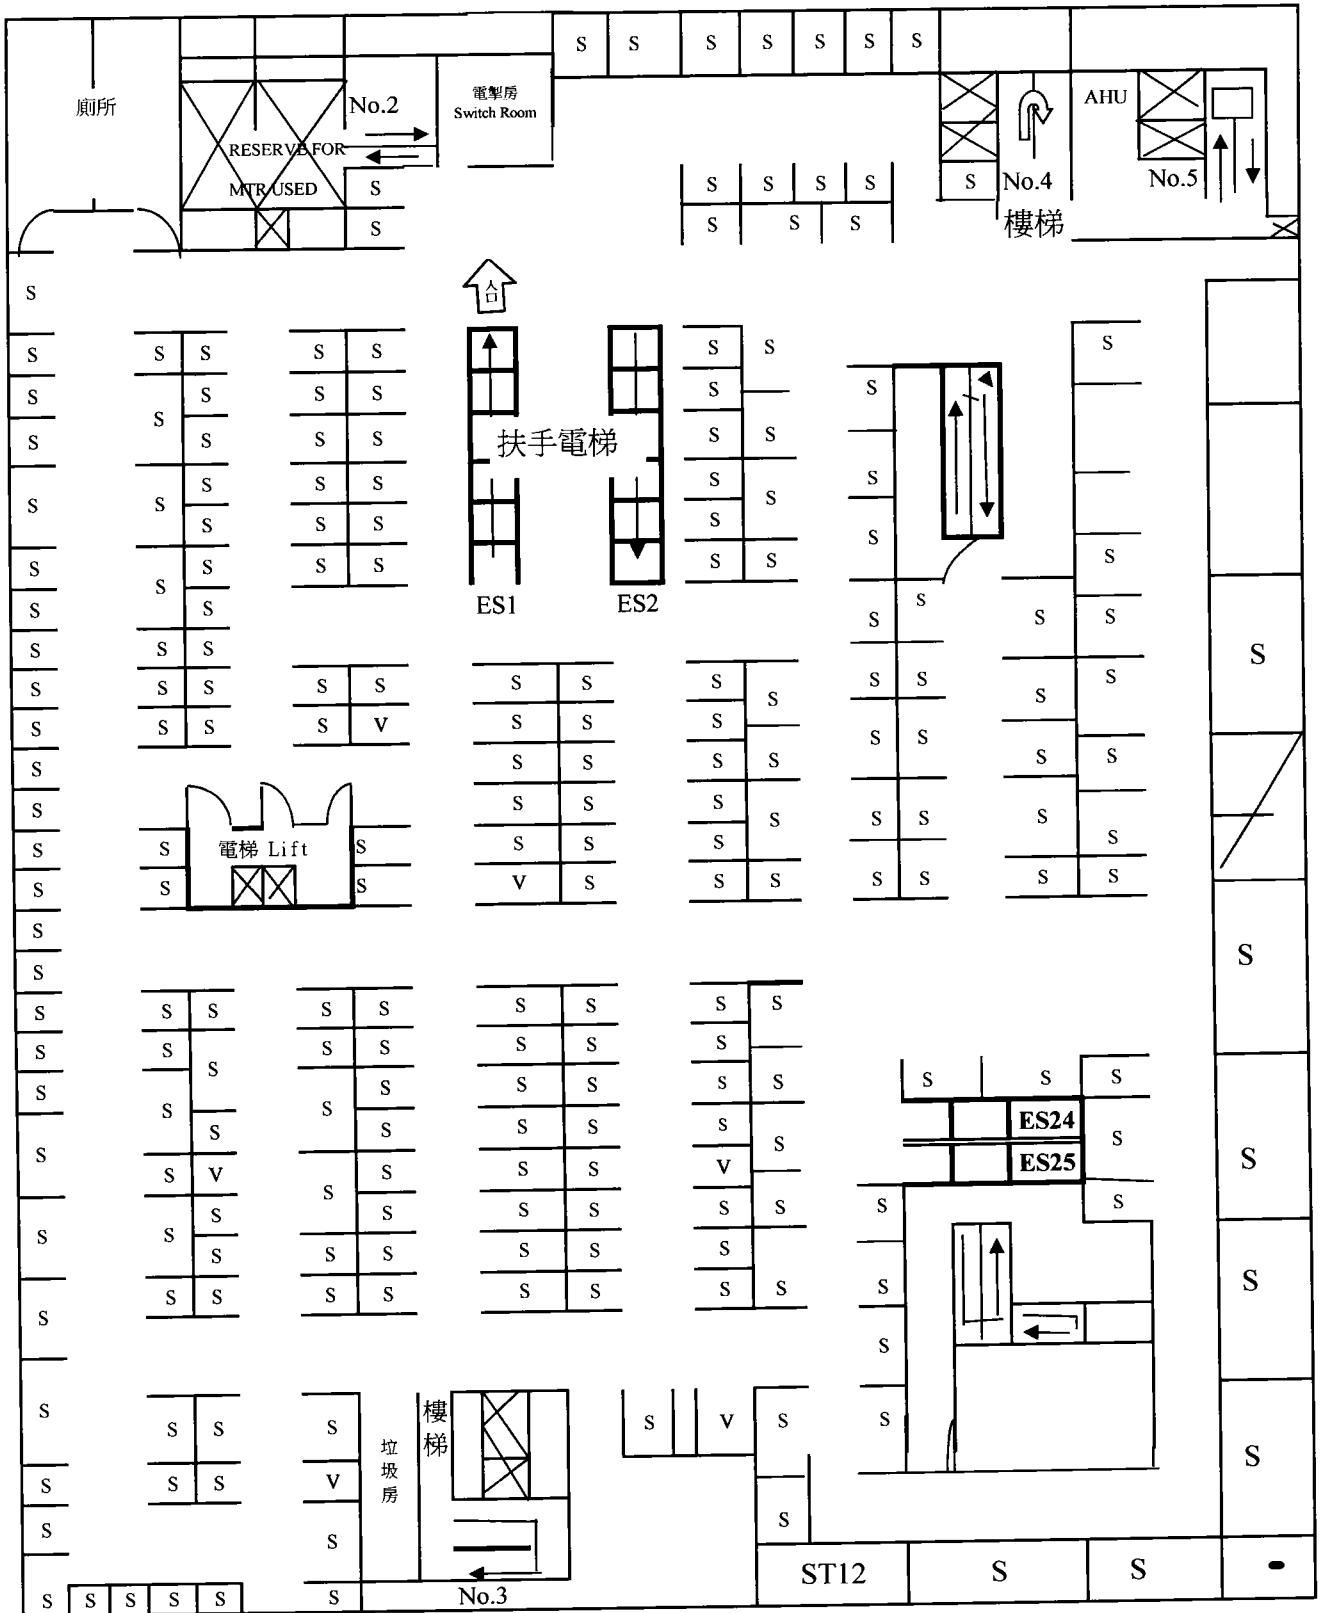 S S S S S S S
廁所
No.2
電掣房
Switch Room
AHU
RESERVE FOR
MTR USED
S
S
S S S S
S S S
S
No.4
樓梯
No.5
入口
S
S S S S S S S
S S S S S S
S S S S S S
S S S S S S
S S S S S S
S S S S S S S
扶手電梯
ES1
ES2
S S S S S S S S
S S S S S S S S S S S
S S S S V S S S S S S S S
S S S S S S S
S S S S S S S S
S S S S S S S S
電梯 Lift
S S S V S S S S S S S
S S
S S S S S S S S S
S S S S S S S S S
S S S S S S S S S S
ES24
S S S S S S S S S
ES25
S S V S S S S V S S
S S S S S S S S S
S S S S S S S S S
S S S S S S S S S S
S S S S
樓梯
垃圾房
S V S S
S S S V
S S S
S S S S S S
No.3
ST12
S
S